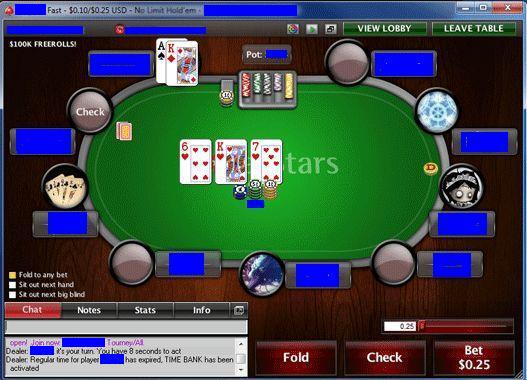 Fast - $0.10/$0.25 USD - No Limit Hold'em -
$100K FREEROLLS!
VIEW LOBBY
LEAVE TABLE
A K
Pot:
Check
6 K 7
Stars
D
Fold to any bet
Sit out next hand
Sit out next big blind
Chat Notes Stats Info
open! Join now: Tourney/All.
Dealer: it's your turn. You have 8 seconds to act
Dealer: Regular time for player has expired, TIME BANK has been
activated
0.25
Fold
Check
Bet
$0.25